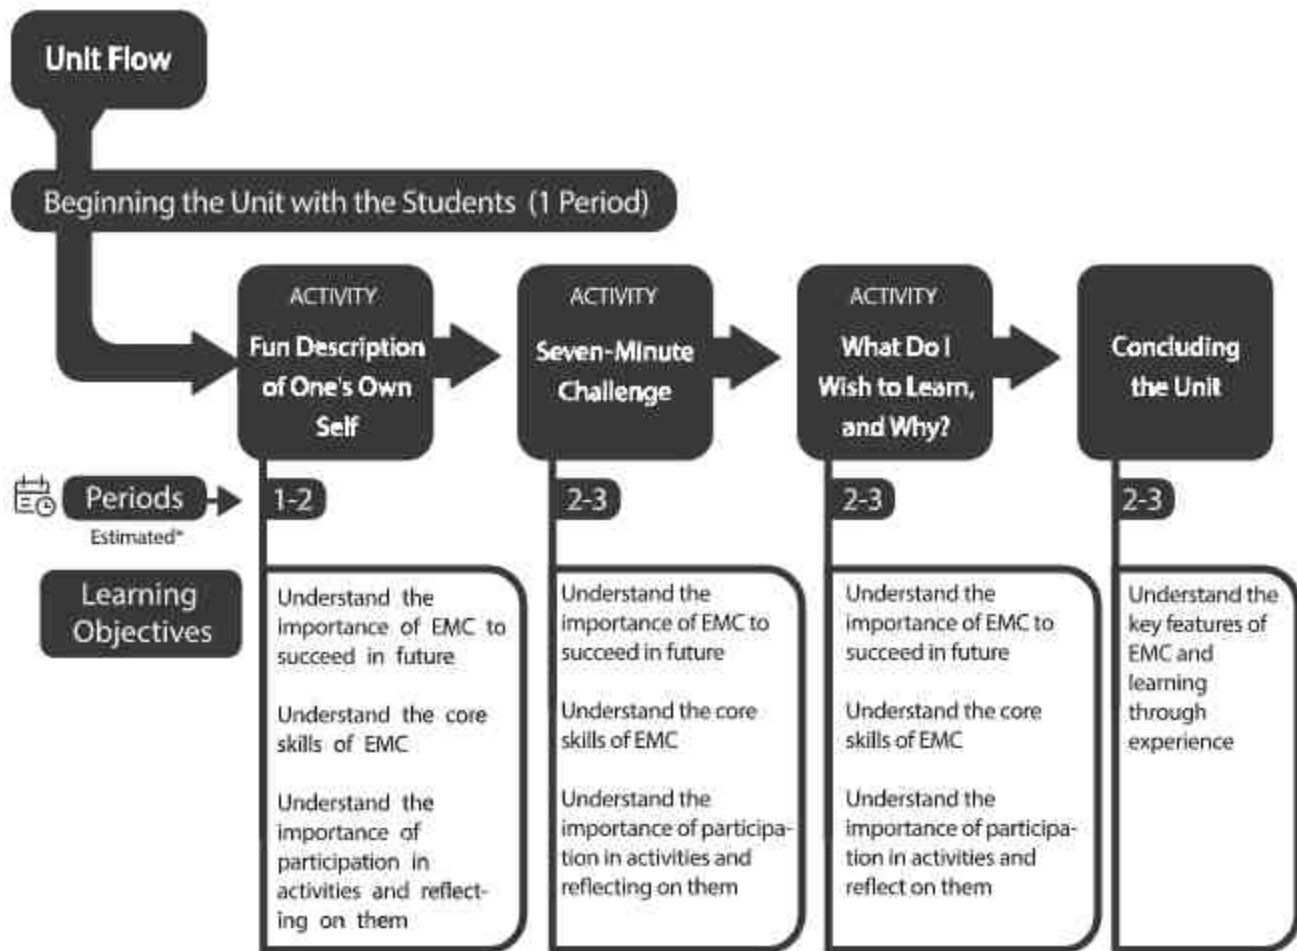 Unit Flow
Beginning the Unit with the Students (1 Period)
ACTIVITY
Fun Description
of One's Own
Self
ACTIVITY
Seven-Minute
Challenge
ACTIVITY
What Do I
Wish to Learn,
and Why?
Concluding
the Unit
Periods
Estimated*
1-2
2-3
2-3
2-3
Learning
Objectives
Understand the
importance of EMC to
succeed in future
Understand the core
skills of EMC
Understand the
importance of
participation in
activities and reflect-
ing on them
Understand the
importance of EMC to
succeed in future
Understand the core
skills of EMC
Understand the
importance of participa-
tion in activities and
reflecting on them
Understand the
importance of EMC to
succeed in future
Understand the core
skills of EMC
Understand the
importance of participa-
tion in activities and
reflect on them
Understand the
key features of
EMC and
learning
through
experience